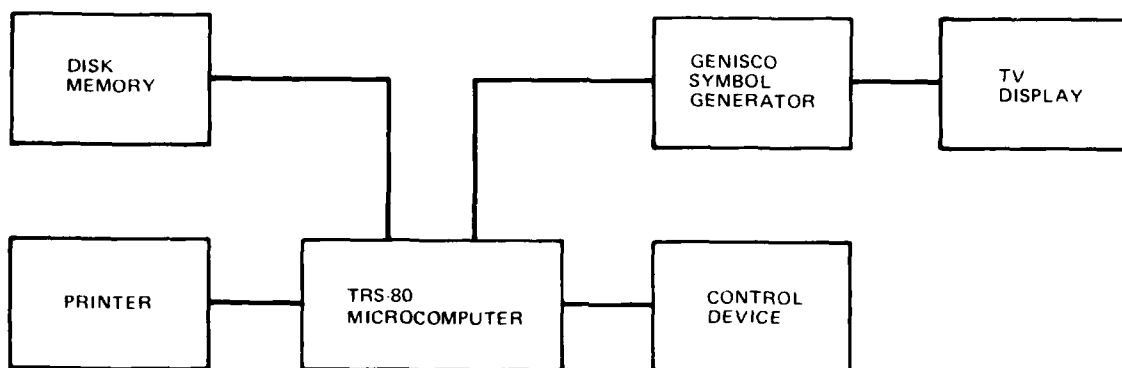 DISK
MEMORY
GENISCO
SYMBOL
GENERATOR
TV
DISPLAY
PRINTER
TRS-80
MICROCOMPUTER
CONTROL
DEVICE